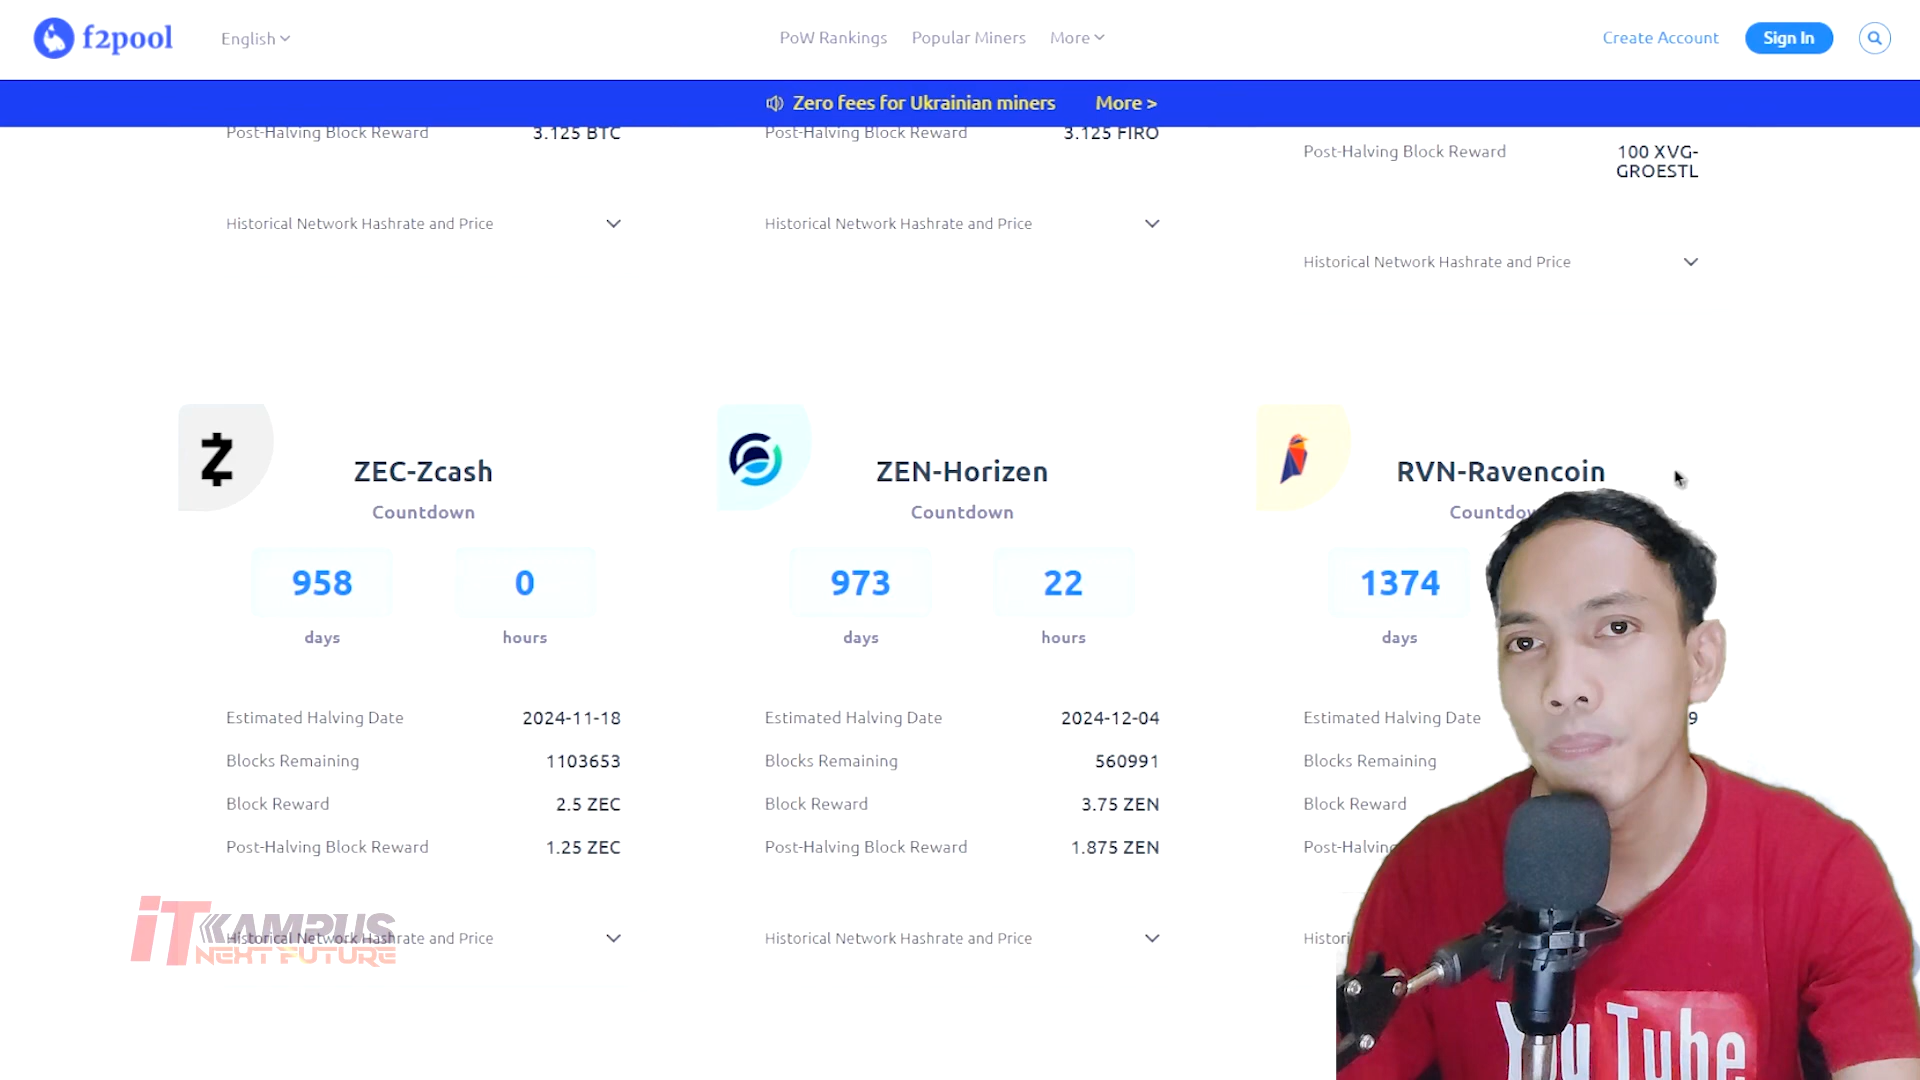 f2pool
English
PoW Rankings
Popular Miners
More
Create Account
Sign In
Zero fees for Ukrainian miners
More >
Post-Halving Block Reward
3.125 BTC
Post-Halving Block Reward
3.125 FIRO
Post-Halving Block Reward
100 XVG-
GROESTL
Historical Network Hashrate and Price
Historical Network Hashrate and Price
Historical Network Hashrate and Price
ZEC-Zcash
Countdown
958
0
days
hours
Estimated Halving Date
2024-11-18
Blocks Remaining
1103653
Block Reward
2.5 ZEC
Post-Halving Block Reward
1.25 ZEC
Historical Network Hashrate and Price
ZEN-Horizen
Countdown
973
22
days
hours
Estimated Halving Date
2024-12-04
Blocks Remaining
560991
Block Reward
3.75 ZEN
Post-Halving Block Reward
1.875 ZEN
Historical Network Hashrate and Price
RVN-Ravencoin
1374
days
Estimated Halving Date
9
Blocks Remaining
Block Reward
iT KAMPUS
NEXT FUTURE
You Tube